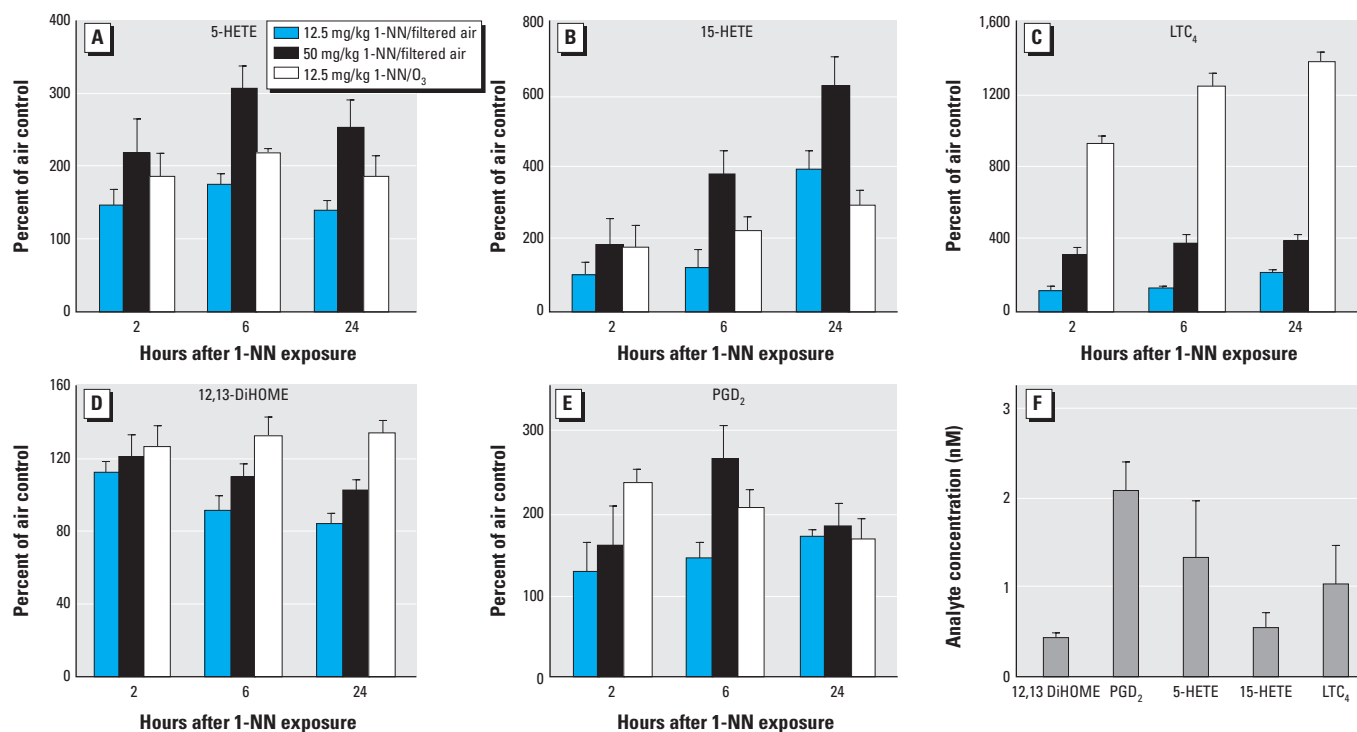 A
5-HETE
12.5 mg/kg 1-NN/filtered air
50 mg/kg 1-NN/filtered air
12.5 mg/kg 1-NN/O3
Percent of air control
400
300
200
100
0
2 6 24
Hours after 1-NN exposure
B
15-HETE
Percent of air control
800
600
400
200
0
2 6 24
Hours after 1-NN exposure
C
LTC4
Percent of air control
1,600
1200
800
400
0
2 6 24
Hours after 1-NN exposure
D
12,13-DiHOME
Percent of air control
160
120
80
40
0
2 6 24
Hours after 1-NN exposure
E
PGD2
Percent of air control
300
200
100
0
2 6 24
Hours after 1-NN exposure
F
Analyte concentration (nM)
3
2
1
0
12,13 DiHOME PGD2 5-HETE 15-HETE LTC4